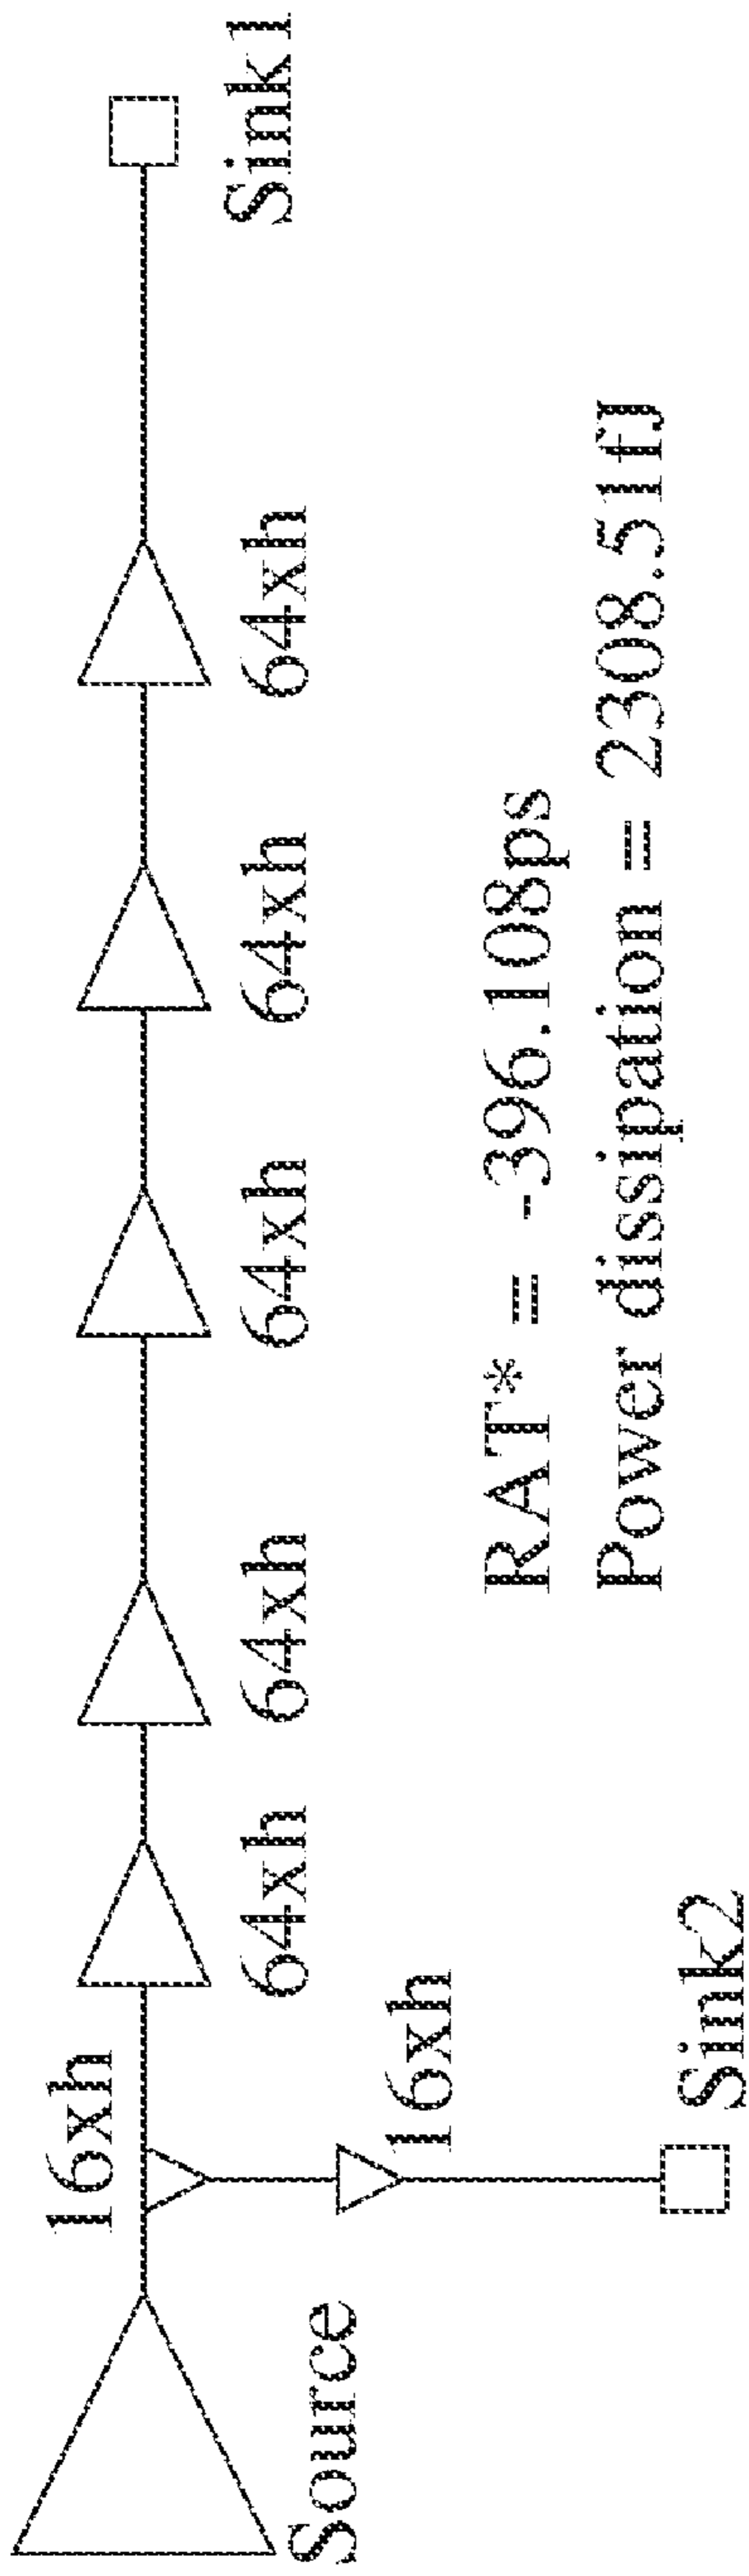 16xh
Source
64xh
64xh
64xh
64xh
64xh
Sink1
16xh
Sink2
RAT* = -396.108ps
Power dissipation = 2308.51fJ